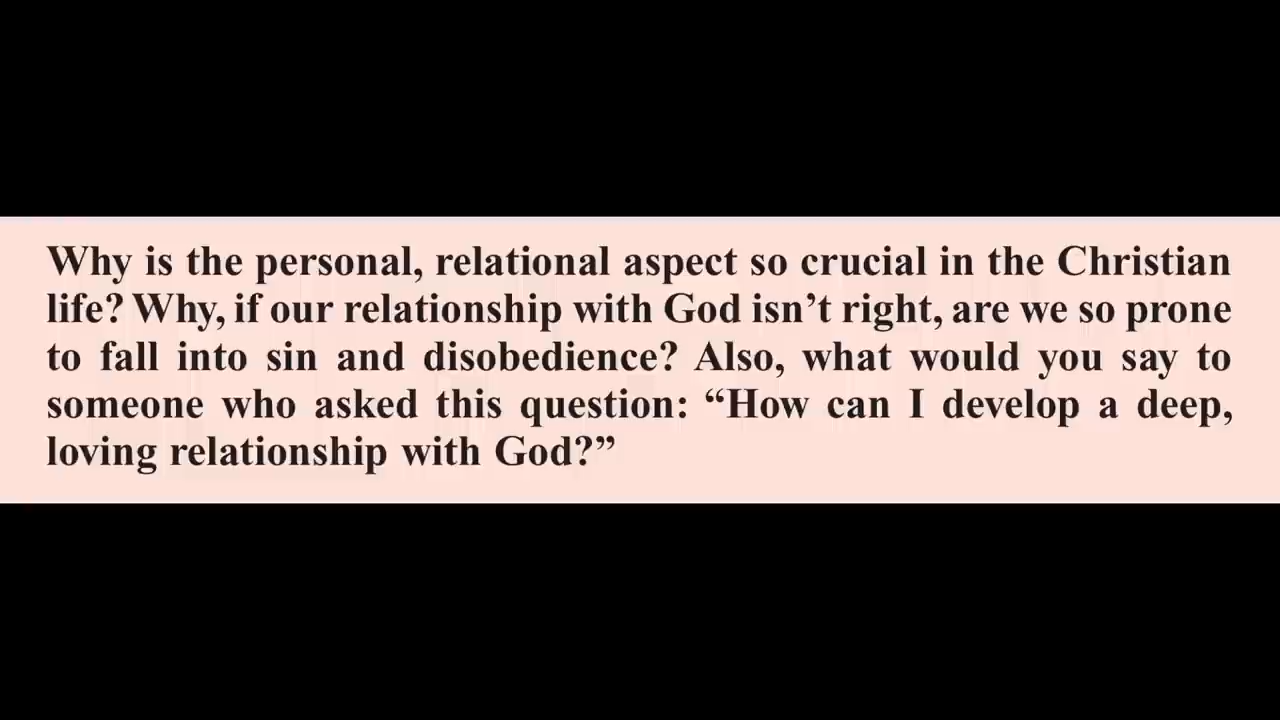 Why is the personal, relational aspect so crucial in the Christian
life? Why, if our relationship with God isn’t right, are we so prone
to fall into sin and disobedience? Also, what would you say to
someone who asked this question: “How can I develop a deep,
loving relationship with God?”